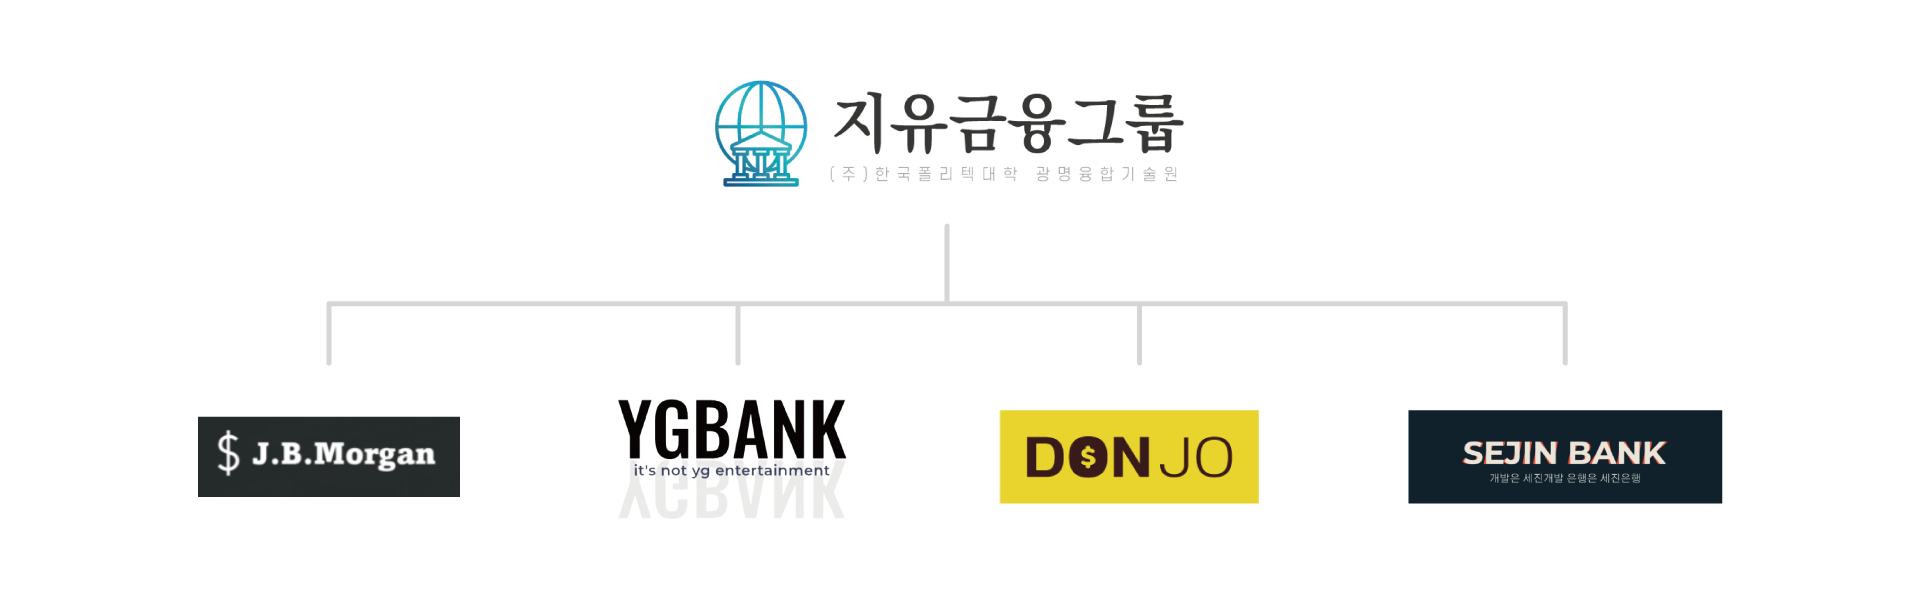 지유금융그룹
(주)한국폴리텍대학 광명융합기술원
$ J.B.Morgan
YGBANK
it's not yg entertainment
DON JO
SEJIN BANK
개발은 세진개발 은행은 세진은행